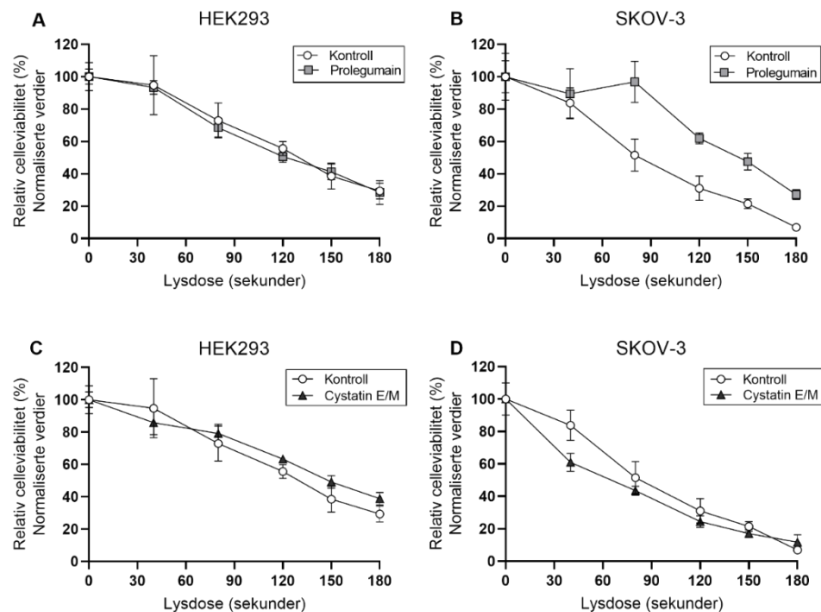 A
HEK293
Relativ celleviabilitet (%)
Normaliserte verdier
120
100
80
60
40
20
0
0 30 60 90 120 150 180
Lysdose (sekunder)
Kontroll
Prolegumain
B
SKOV-3
Relativ celleviabilitet (%)
Normaliserte verdier
120
100
80
60
40
20
0
0 30 60 90 120 150 180
Lysdose (sekunder)
Kontroll
Prolegumain
C
HEK293
Relativ celleviabilitet (%)
Normaliserte verdier
120
100
80
60
40
20
0
0 30 60 90 120 150 180
Lysdose (sekunder)
Kontroll
Cystatin E/M
D
SKOV-3
Relativ celleviabilitet (%)
Normaliserte verdier
120
100
80
60
40
20
0
0 30 60 90 120 150 180
Lysdose (sekunder)
Kontroll
Cystatin E/M